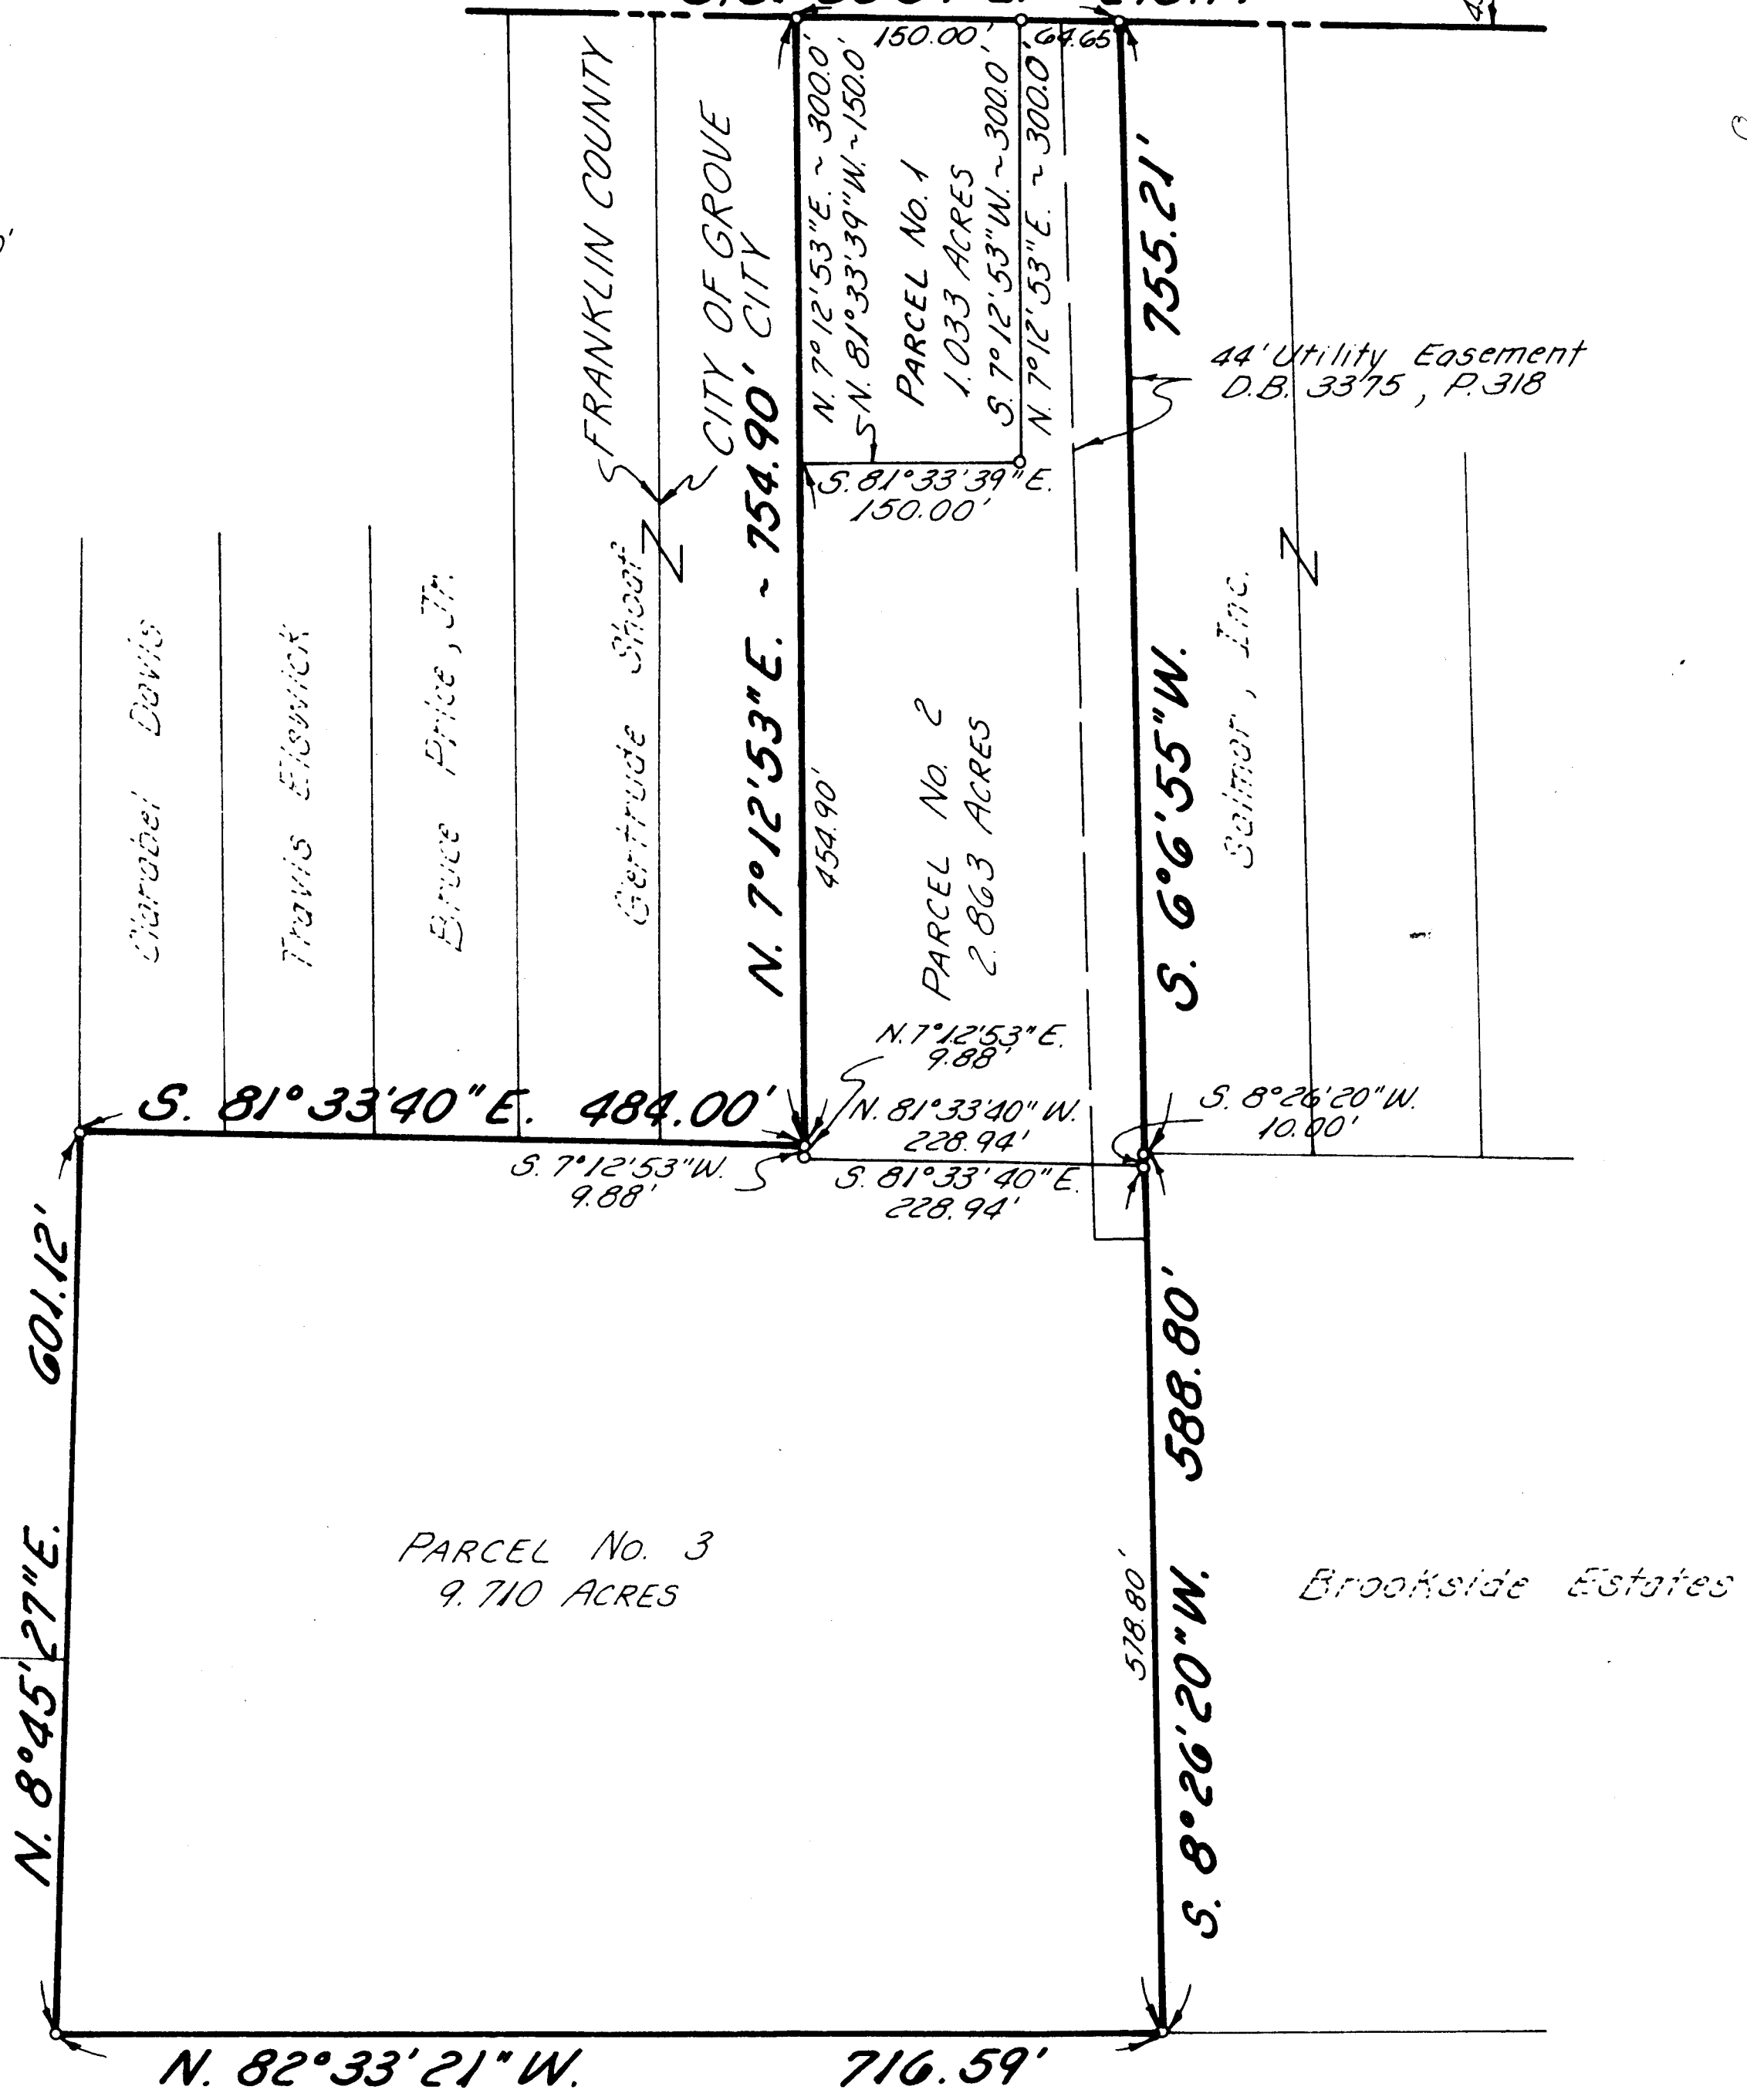 150.00'
64.65'
FRANKLIN COUNTY
CITY OF GROVE
CITY
N. 7°12'53"E. ~ 300.0'
N. 81°33'39"W.~150.0'
PARCEL No. 1
1.033 ACRES
S. 7°12'53"W.~300.0'
N. 7°12'53"E. ~ 300.0'
755.21'
44' Utility Easement
D.B. 3375, P. 318
S. 81°33'39"E.
150.00'
N. 7°12'53"E. ~ 754.90'
Clarabel Davis
Travis Elswick
Bruce Price, Jr.
Gertrude Shoaf
454.90'
PARCEL No. 2
2.863 ACRES
S. 6°6'55"W.
Salmar, Inc.
N. 7°12'53"E.
9.88'
S. 81°33'40"E. 484.00'
N. 81°33'40"W.
228.94'
S. 8°26'20"W.
10.00'
S. 7°12'53"W.
9.88'
S. 81°33'40"E.
228.94'
N. 8°45'27"E. 601.12'
588.80'
PARCEL No. 3
9.710 ACRES
578.80'
S. 8°26'20"W.
Brookside Estates
N. 82°33'21"W. 716.59'